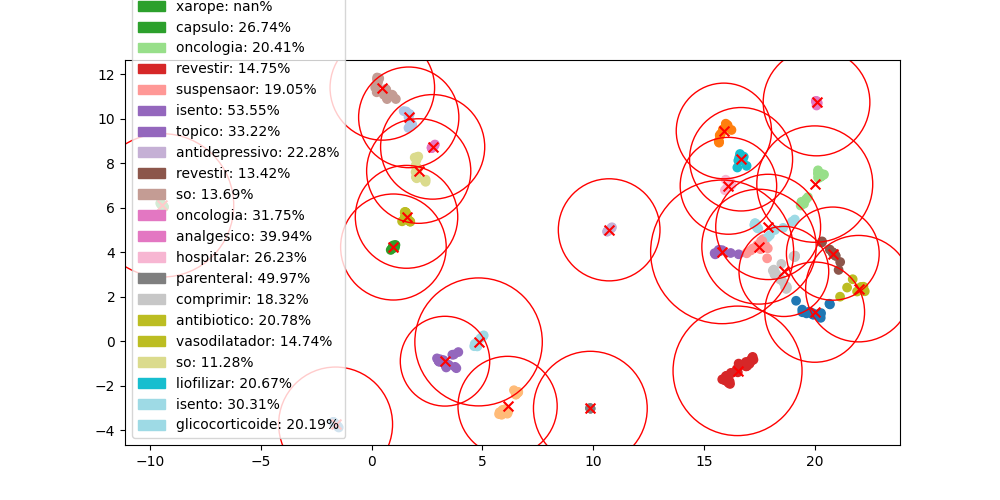 xarope: nan%
capsulo: 26.74%
oncologia: 20.41%
revestir: 14.75%
suspensaor: 19.05%
isento: 53.55%
topico: 33.22%
antidepressivo: 22.28%
revestir: 13.42%
so: 13.69%
oncologia: 31.75%
analgesico: 39.94%
hospitalar: 26.23%
parenteral: 49.97%
comprimir: 18.32%
antibiotico: 20.78%
vasodilatador: 14.74%
so: 11.28%
liofilizar: 20.67%
isento: 30.31%
glicocorticoide: 20.19%
12
10
8
6
4
2
0
−2
−4
−10 −5 0 5 10 15 20